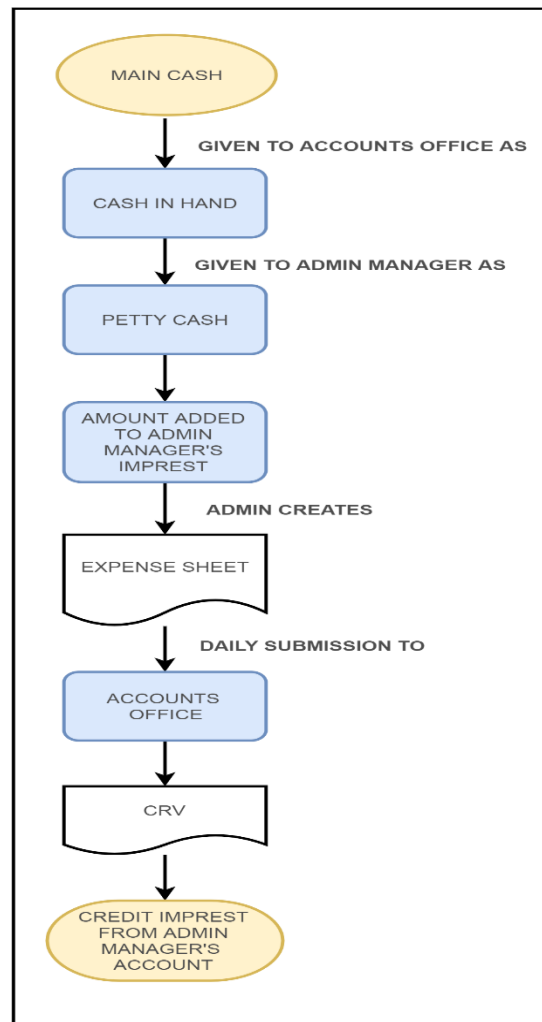 MAIN CASH
GIVEN TO ACCOUNTS OFFICE AS
CASH IN HAND
GIVEN TO ADMIN MANAGER AS
PETTY CASH
AMOUNT ADDED
TO ADMIN
MANAGER'S
IMPREST
ADMIN CREATES
EXPENSE SHEET
DAILY SUBMISSION TO
ACCOUNTS
OFFICE
CRV
CREDIT IMPREST
FROM ADMIN
MANAGER'S
ACCOUNT